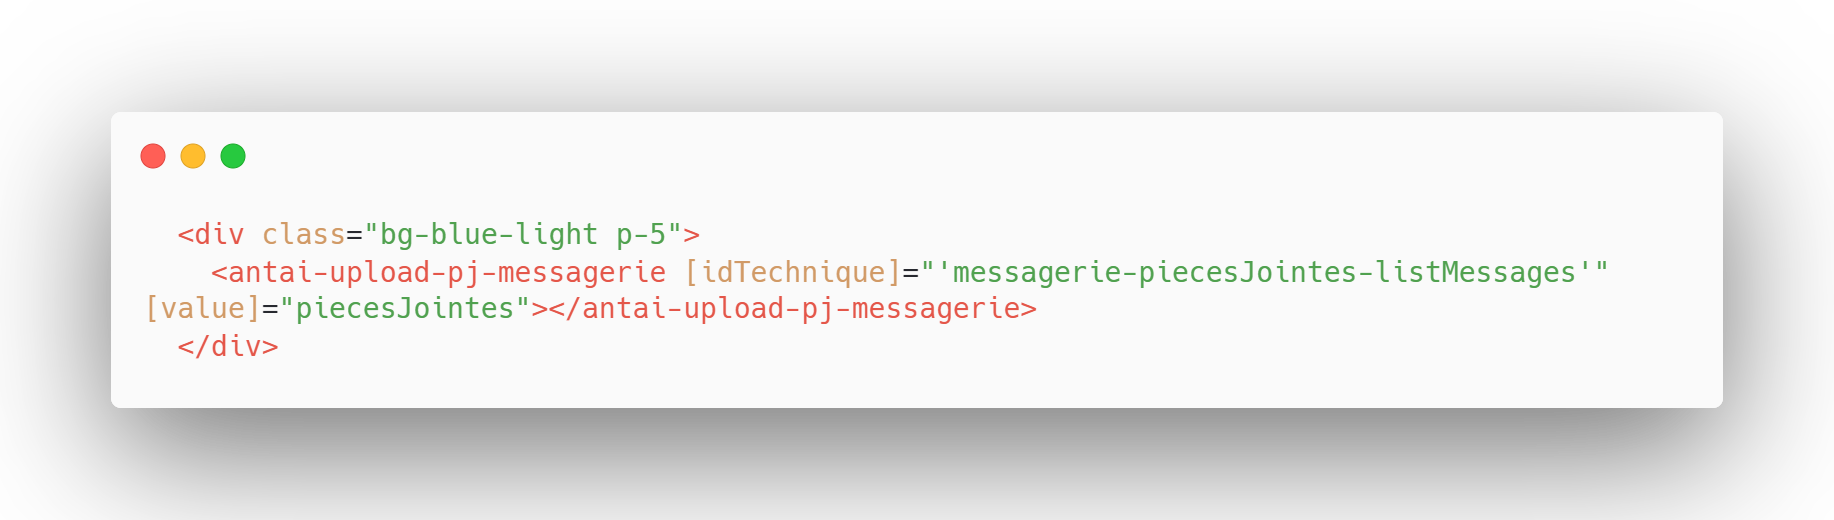 <div class="bg-blue-light p-5">
<antai-upload-pj-messagerie [idTechnique]="'messagerie-piecesJointes-listMessages'"
[value]="piecesJointes"></antai-upload-pj-messagerie>
</div>